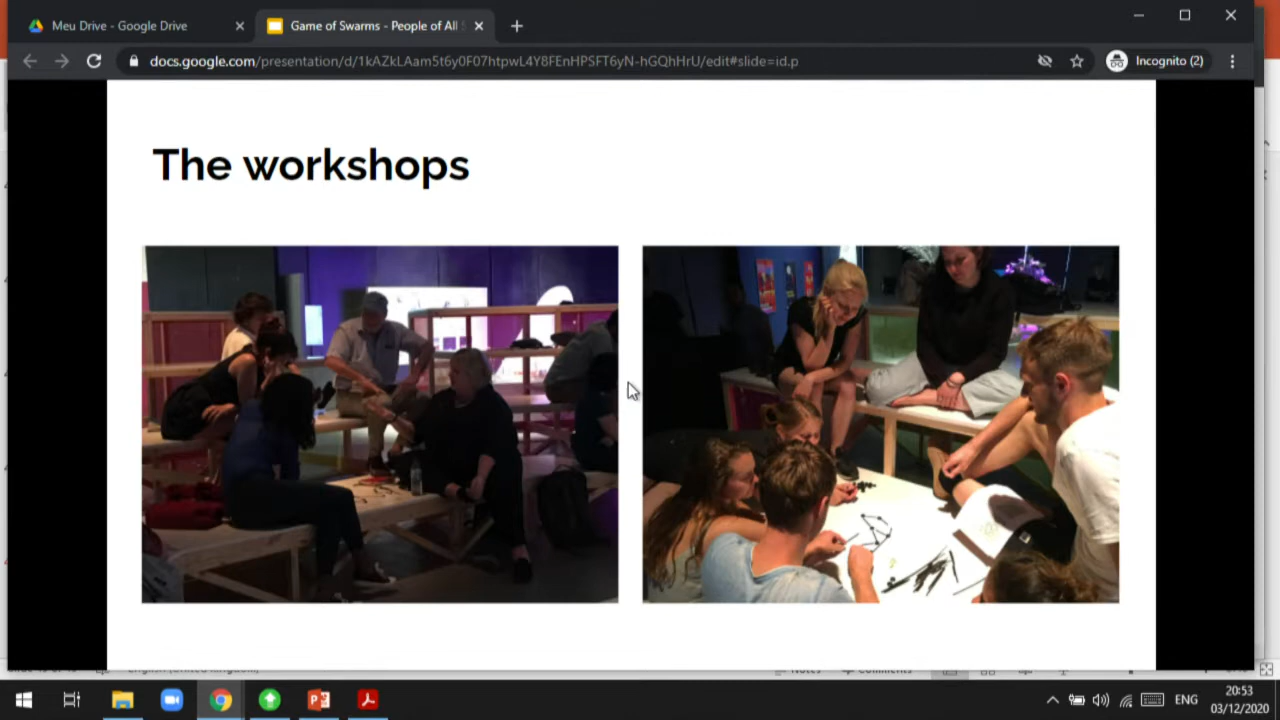 Meu Drive - Google Drive
Game of Swarms - People of All
docs.google.com/presentation/d/1kAZkLAam5t6y0F07htpwL4Y8FEnHPSFT6yN-hGQhHrU/edit#slide=id.p
Incognito (2)
The workshops
ENG
20:53
03/12/2020